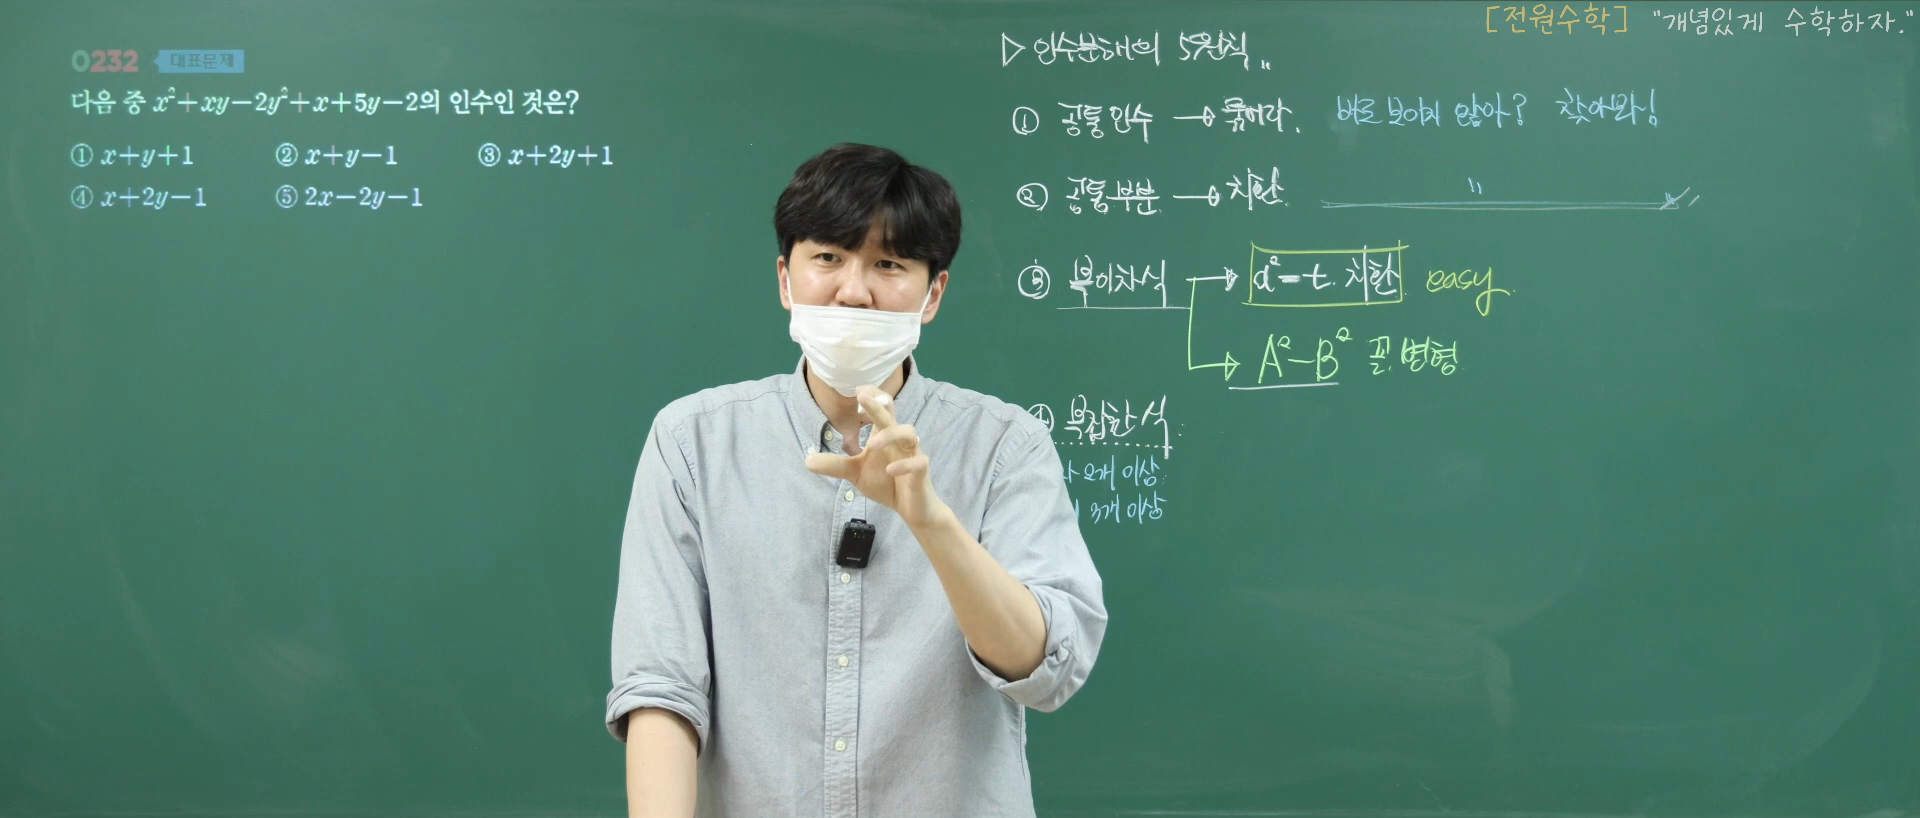 [전원수학] "개념있게 수학하자."
0232 대표문제
다음 중 x²+xy-2y²+x+5y-2의 인수인 것은?
① x+y+1 ② x+y-1 ③ x+2y+1
④ x+2y-1 ⑤ 2x-2y-1
▷ 인수분해의 5원칙
① 공통인수 → 묶어라. 바로 보이지 않아? 찾아봐!
② 공통부분 → 치환. 〃
③ 복이차식 → x²=t. 치환 easy.
→ A²-B² 꼴. 변형
④ 복잡한 식.
2개 이상.
3개 이상